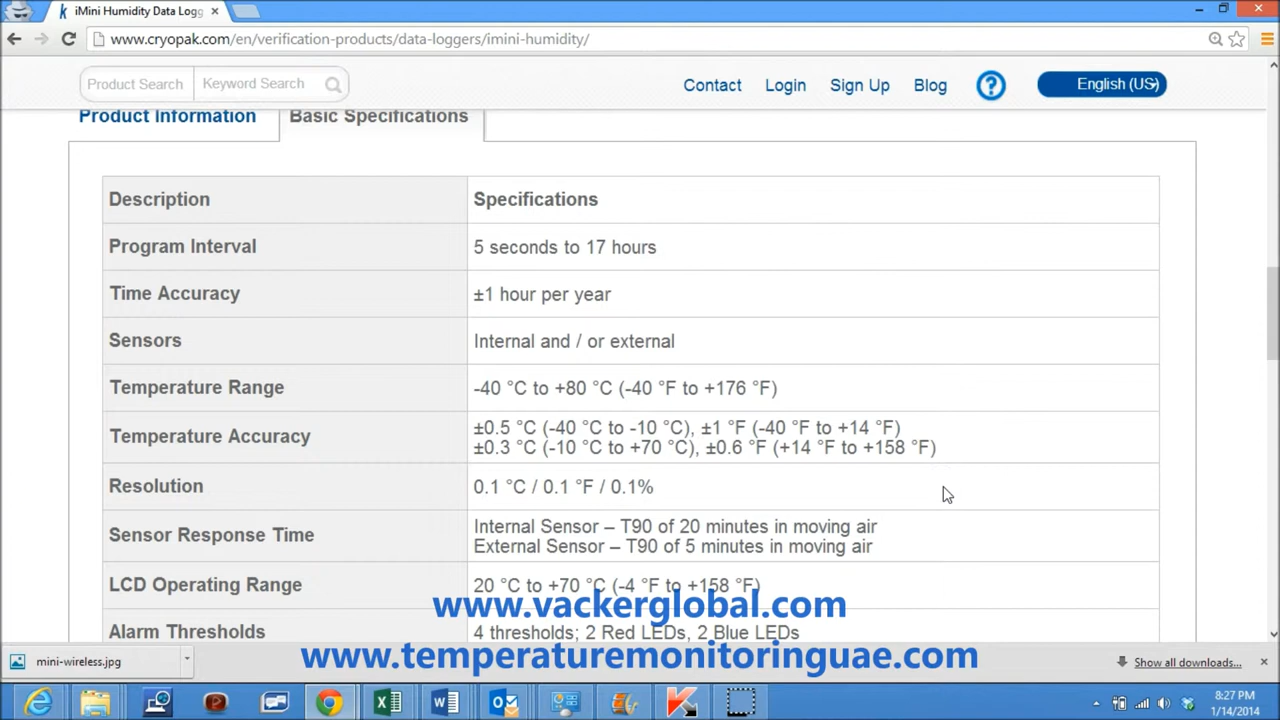 iMini Humidity Data Logg
www.cryopak.com/en/verification-products/data-loggers/imini-humidity/
Product Search
Keyword Search
Contact
Login
Sign Up
Blog
?
English (US)
Product Information
Basic Specifications
Description
Specifications
Program Interval
5 seconds to 17 hours
Time Accuracy
±1 hour per year
Sensors
Internal and / or external
Temperature Range
-40 °C to +80 °C (-40 °F to +176 °F)
Temperature Accuracy
±0.5 °C (-40 °C to -10 °C), ±1 °F (-40 °F to +14 °F)
±0.3 °C (-10 °C to +70 °C), ±0.6 °F (+14 °F to +158 °F)
Resolution
0.1 °C / 0.1 °F / 0.1%
Sensor Response Time
Internal Sensor – T90 of 20 minutes in moving air
External Sensor – T90 of 5 minutes in moving air
LCD Operating Range
20 °C to +70 °C (-4 °F to +158 °F)
www.vackerglobal.com
Alarm Thresholds
4 thresholds; 2 Red LEDs, 2 Blue LEDs
www.temperaturemonitoringuae.com
mini-wireless.jpg
Show all downloads...
8:27 PM
1/14/2014